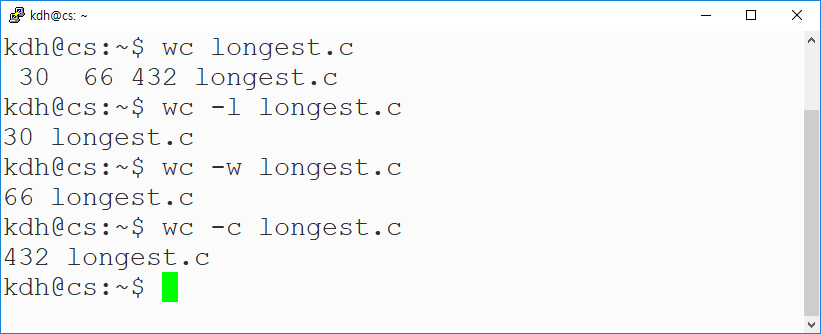 kdh@cs: ~
kdh@cs:~$ wc longest.c
 30  66 432 longest.c
kdh@cs:~$ wc -l longest.c
30 longest.c
kdh@cs:~$ wc -w longest.c
66 longest.c
kdh@cs:~$ wc -c longest.c
432 longest.c
kdh@cs:~$